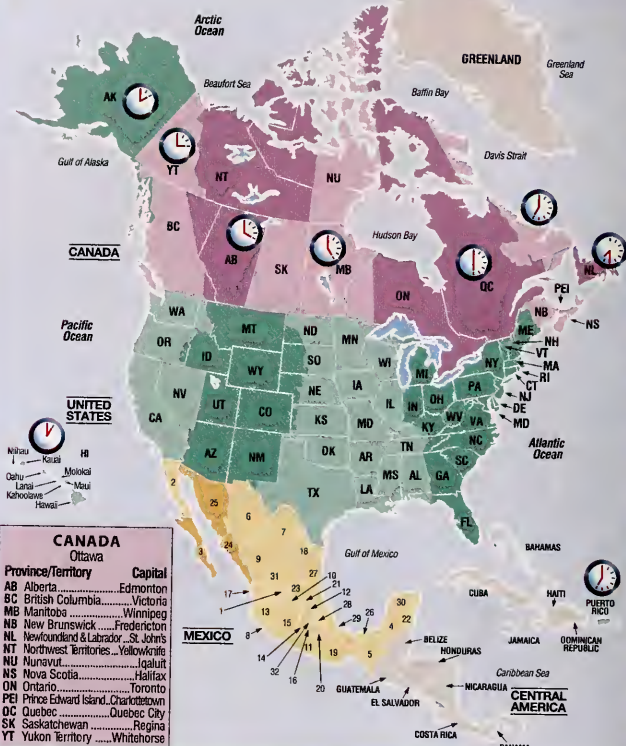 Arctic
Ocean
GREENLAND
Greenland
Sea
Beaufort Sea
Baffin Bay
AK
Gulf of Alaska
YT
NT
NU
Davis Strait
BC
Hudson Bay
CANADA
AB
SK
MB
ON
QC
NL
PEI
NB
NS
Pacific
Ocean
WA
MT
ND
MN
ME
NH
VT
MA
RI
CT
NJ
DE
MD
OR
ID
WY
SO
WI
MI
NY
NE
IA
PA
NV
UT
CO
IL
IN
OH
WV
VA
UNITED
STATES
CA
KS
MD
KY
NC
Atlantic
Ocean
AZ
NM
OK
AR
TN
SC
MS
AL
GA
TX
LA
FL
Niihau
Kauai
HI
Oahu
Molokai
Lanai
Maui
Kahoolaws
Hawaii
2
25
6
7
3
24
9
18
Gulf of Mexico
BAHAMAS
31
27
10
21
17
23
12
1
28
13
15
29
26
30
22
4
8
14
11
19
5
32
16
20
MEXICO
CUBA
HAITI
PUERTO
RICO
BELIZE
JAMAICA
DOMINICAN
REPUBLIC
HONDURAS
Caribbean Sea
GUATEMALA
NICARAGUA
EL SALVADOR
CENTRAL
AMERICA
COSTA RICA
PANAMA
CANADA
Ottawa
Province/Territory Capital
AB Alberta ..........Edmonton
BC British Columbia ..........Victoria
MB Manitoba ..........Winnipeg
NB New Brunswick ..........Fredericton
NL Newfoundland & Labrador ...St. John's
NT Northwest Territories ...Yellowknife
NU Nunavut ..........Iqaluit
NS Nova Scotia ..........Halifax
ON Ontario ..........Toronto
PEI Prince Edward Island ..Charlottetown
QC Quebec ..........Quebec City
SK Saskatchewan ..........Regina
YT Yukon Territory ......Whitehorse